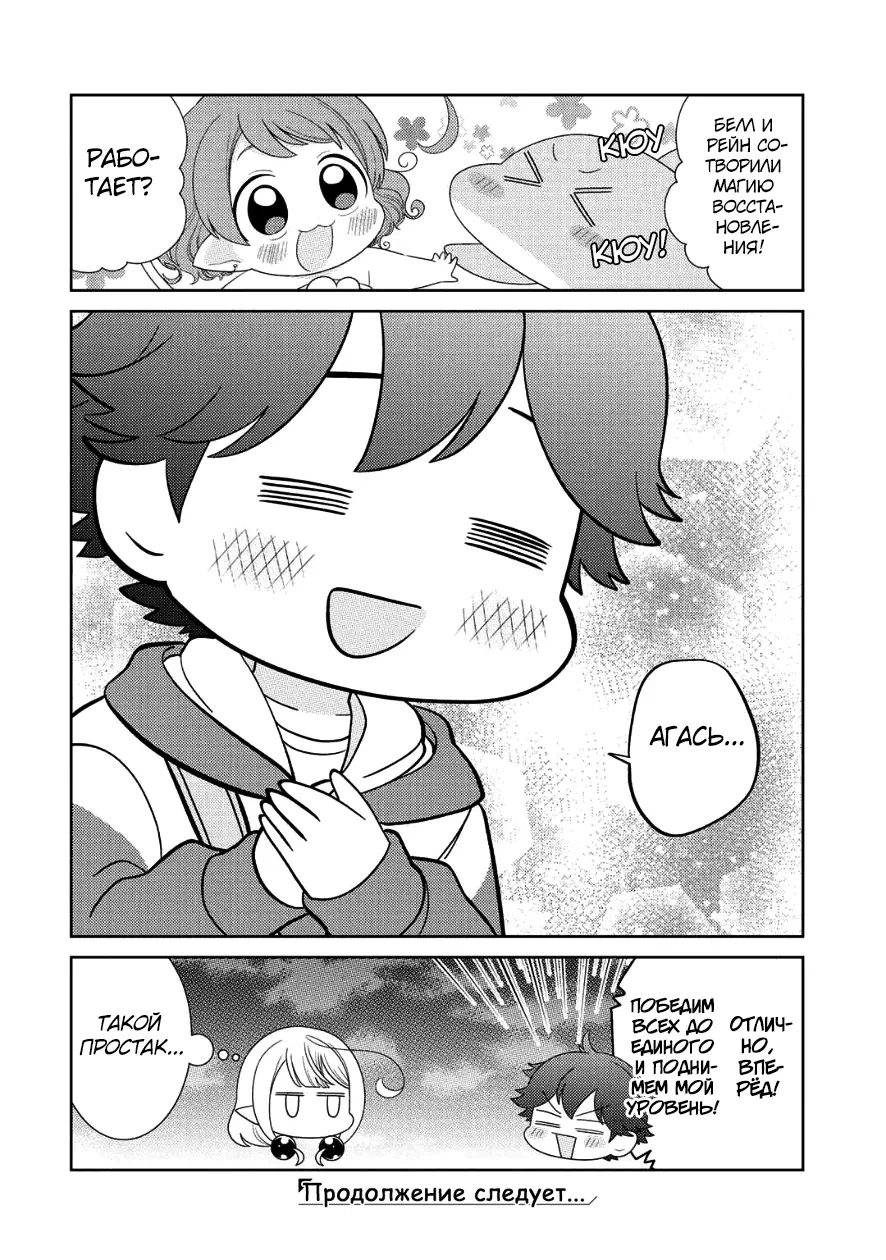 БЕЛЛ И
РЕЙН СО-
ТВОРИЛИ
МАГИЮ
ВОССТА-
НОВЛЕ-
НИЯ!
КЮУ
КЮУ!
РАБО-
ТАЕТ?
АГАСЬ...
ОТЛИЧ-
НО,
ВПЕ-
РЁД!
ПОБЕДИМ
ВСЕХ ДО
ЕДИНОГО
И ПОДНИ-
МЕМ МОЙ
УРОВЕНЬ!
ТАКОЙ
ПРОСТАК...
Продолжение следует...